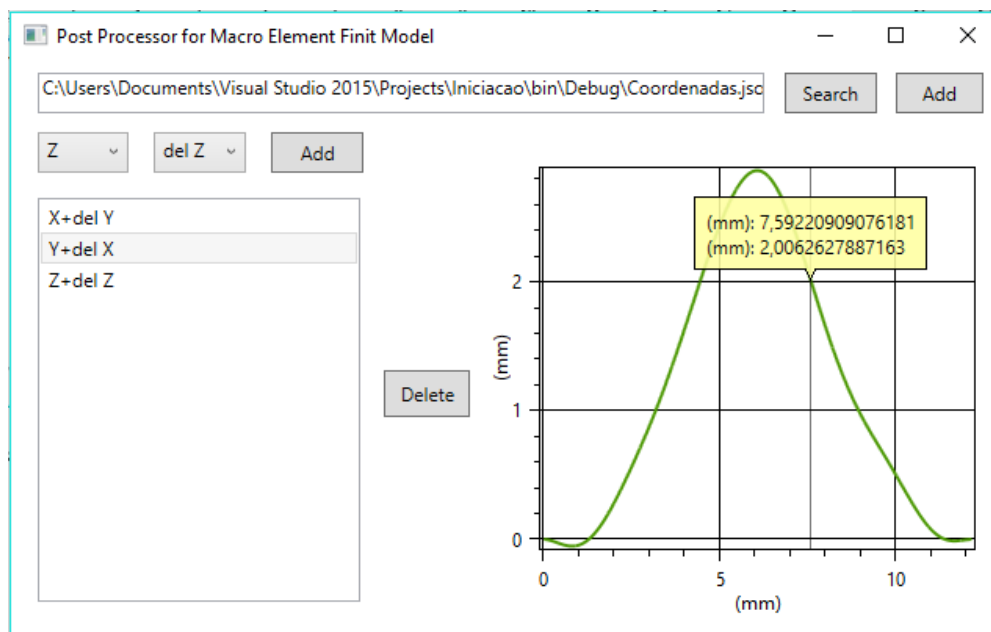 Post Processor for Macro Element Finit Model
C:\Users\Documents\Visual Studio 2015\Projects\Iniciacao\bin\Debug\Coordenadas.jso
Search
Add
Z
del Z
Add
X+del Y
Y+del X
Z+del Z
Delete
(mm): 7,59220909076181
(mm): 2,0062627887163
2
1
0
(mm)
0
5
10
(mm)